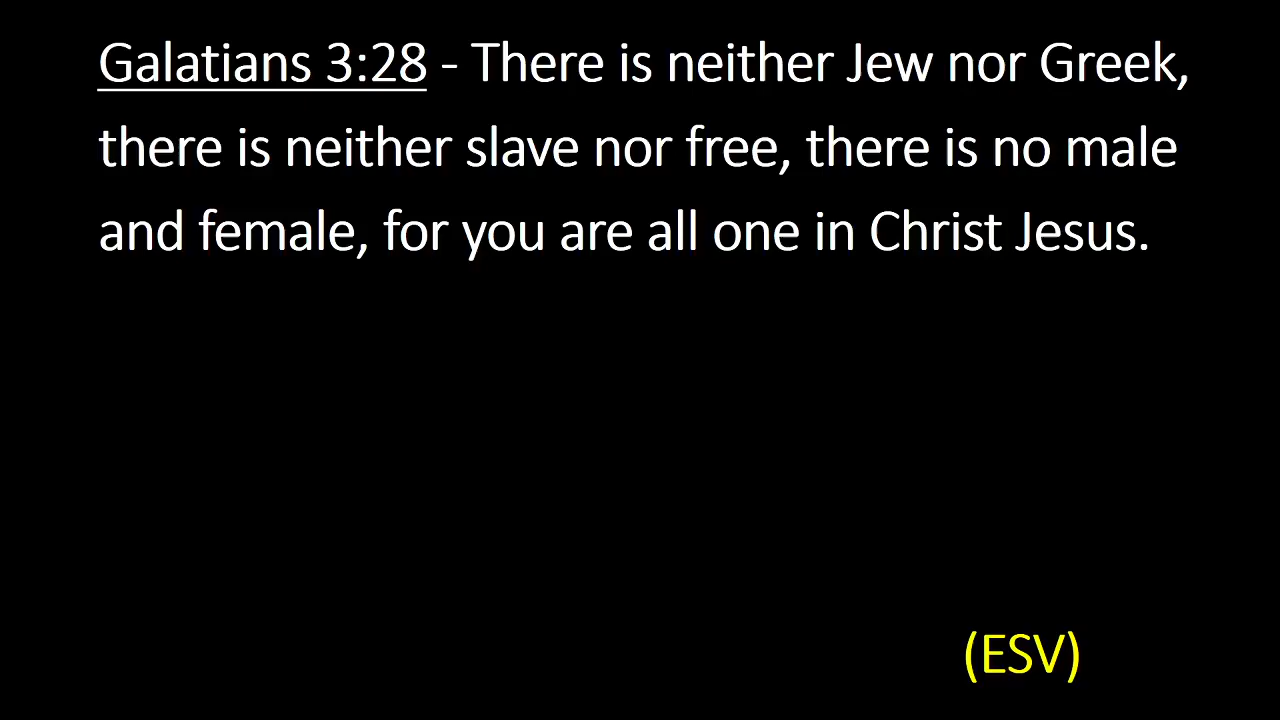 Galatians 3:28 - There is neither Jew nor Greek,
there is neither slave nor free, there is no male
and female, for you are all one in Christ Jesus.
(ESV)